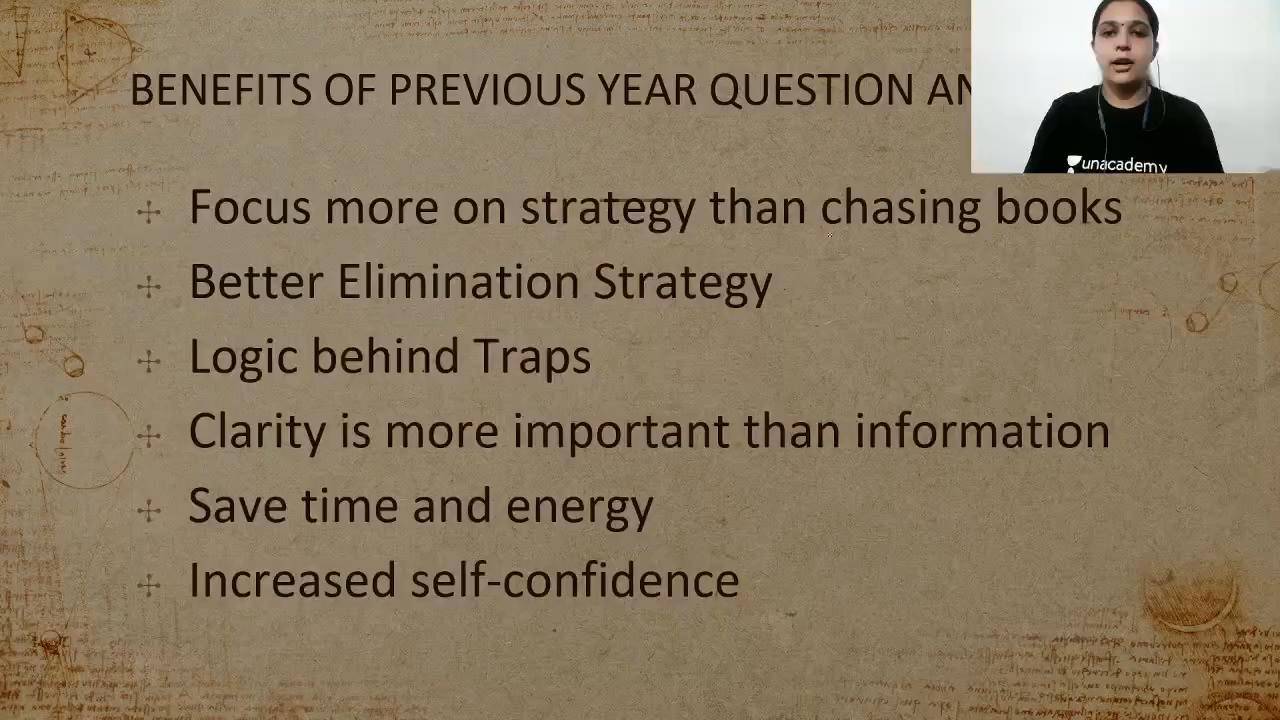 BENEFITS OF PREVIOUS YEAR QUESTION
unacademy
Focus more on strategy than chasing books
Better Elimination Strategy
Logic behind Traps
Clarity is more important than information
Save time and energy
Increased self-confidence